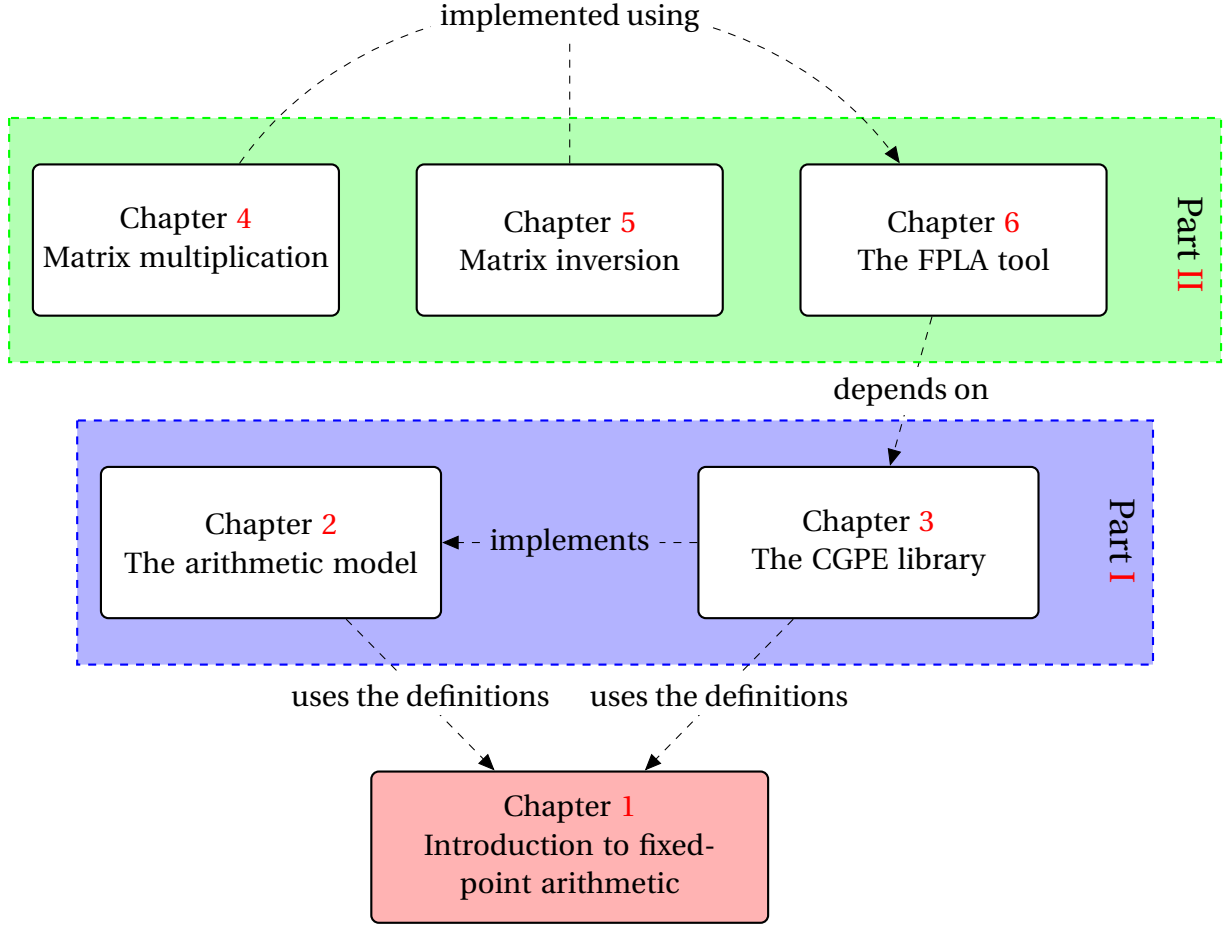 implemented using
Chapter 4
Matrix multiplication
Chapter 5
Matrix inversion
Chapter 6
The FPLA tool
Part II
depends on
Chapter 2
The arithmetic model
implements
Chapter 3
The CGPE library
Part I
uses the definitions
uses the definitions
Chapter 1
Introduction to fixed-
point arithmetic